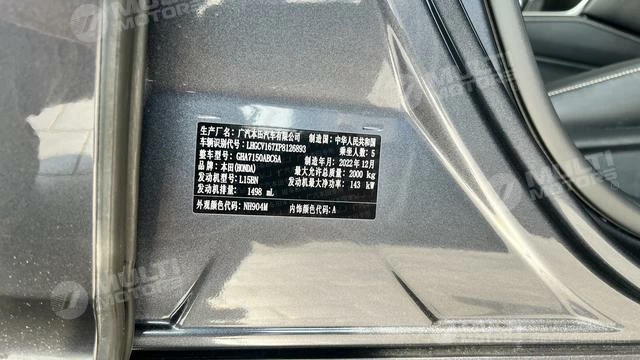 MULTI MOTORS
MULTI MOTORS
生产厂名：广汽本田汽车有限公司 制造国：中华人民共和国
车辆识别代号：LHGCV167XP8126893 乘坐人数：5
整车型号：GHA7150ABC6A 制造年月：2022年12月
品牌：本田(HONDA) 最大允许总质量：2000 kg
发动机型号：L15BN 发动机最大净功率：143 kW
发动机排量：1498 mL
外观颜色代码：NH904M 内饰颜色代码：A
MULTI MOTORS
MULTI MOTORS